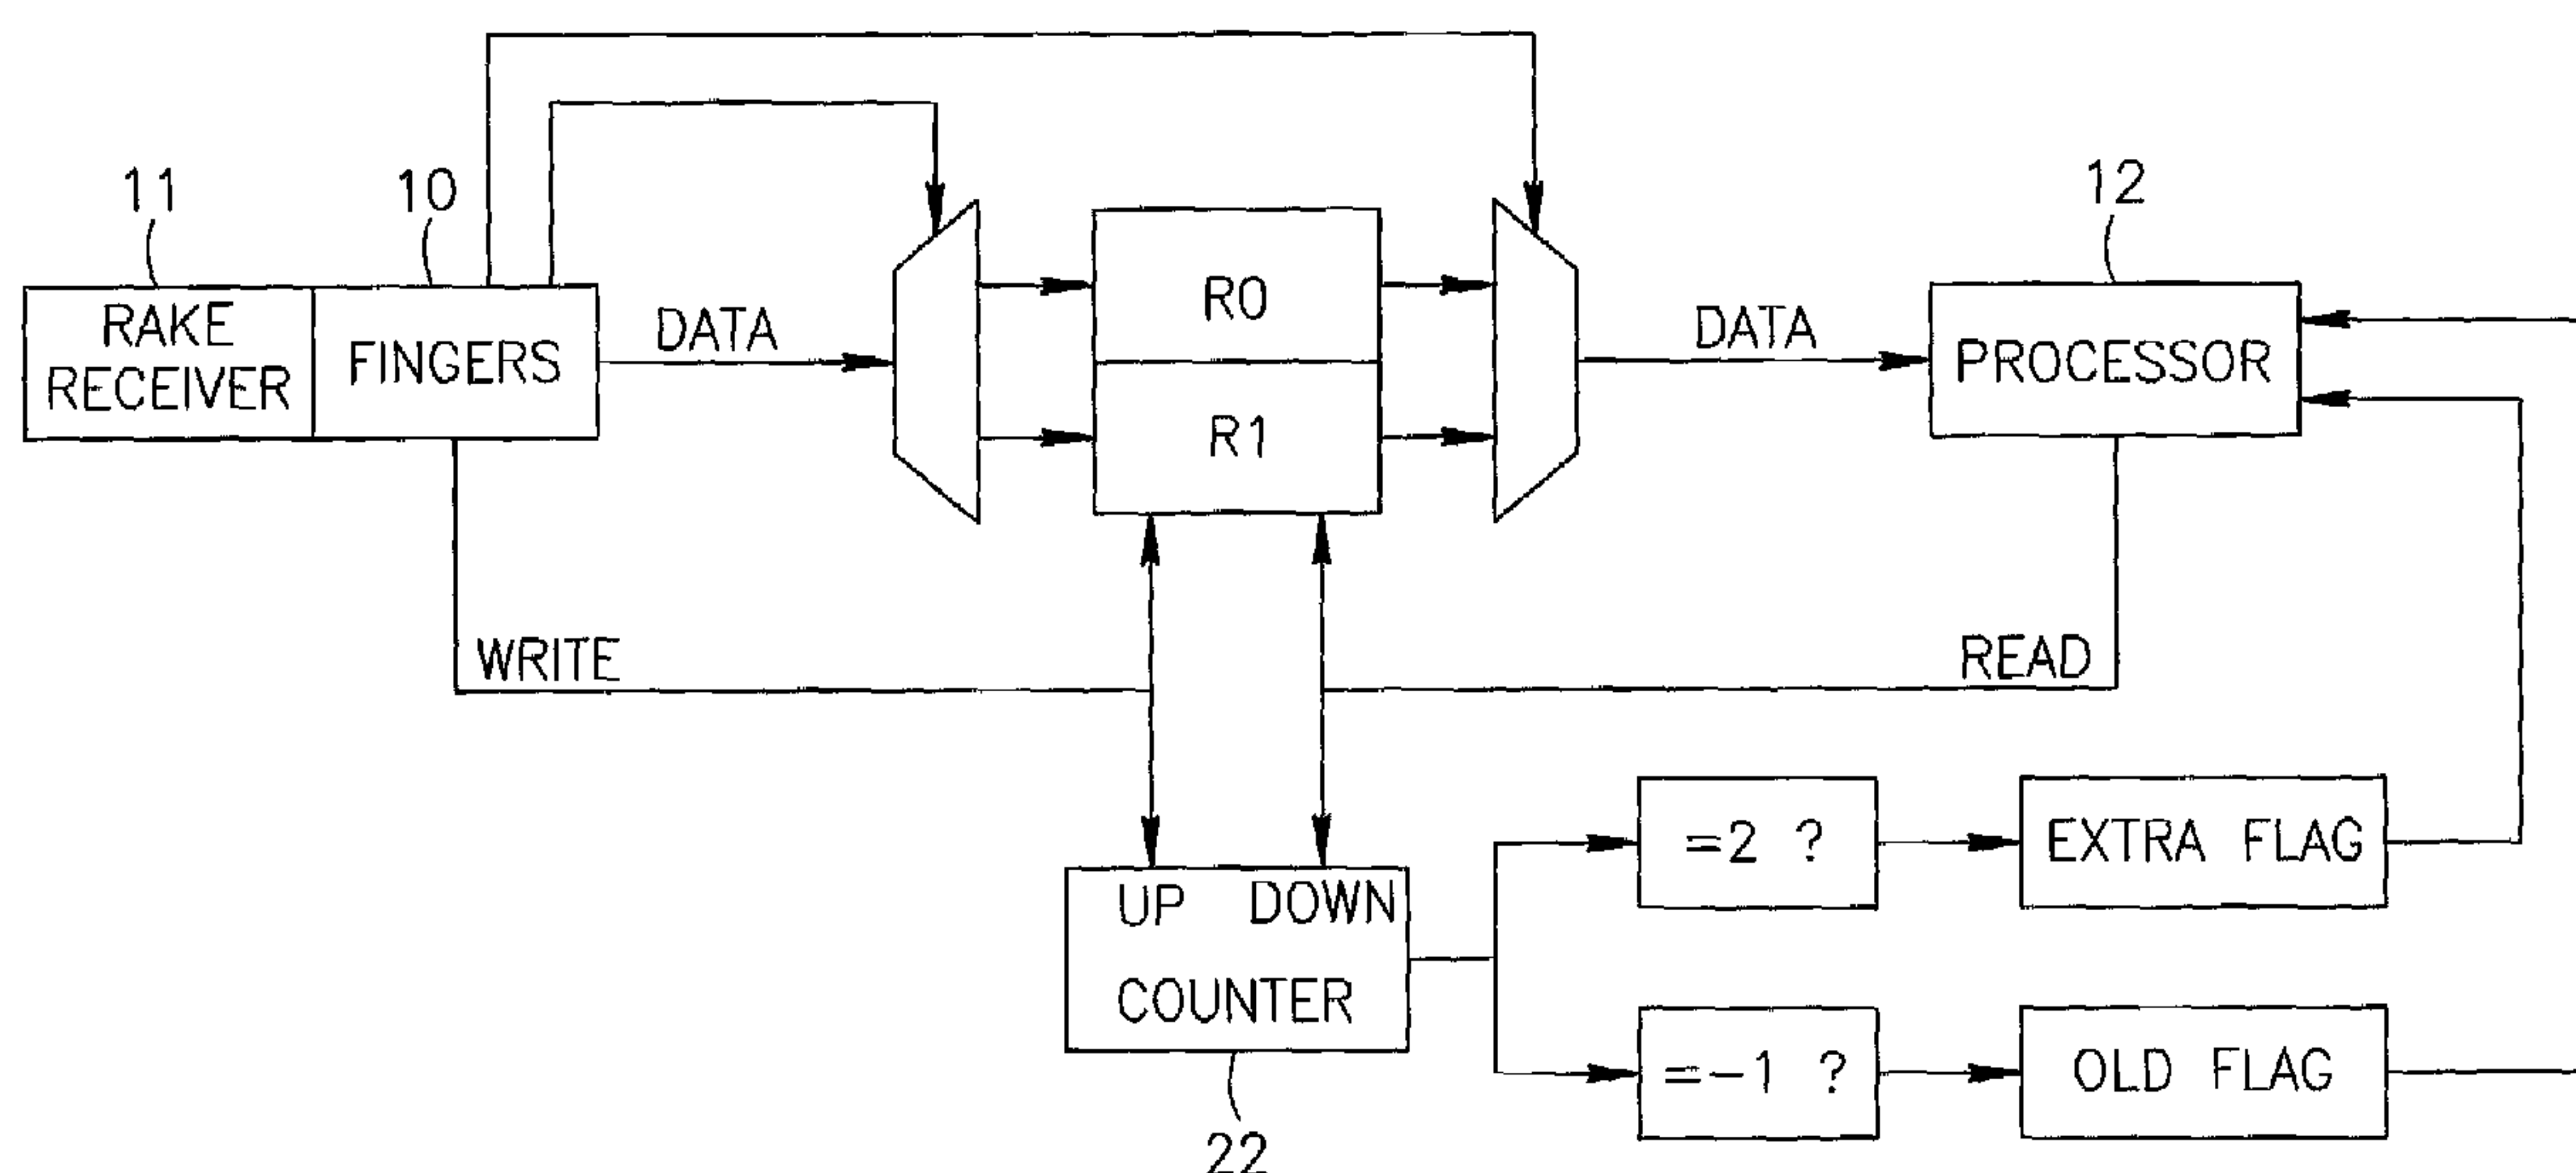 11
10
12
RAKE
RECEIVER
FINGERS
DATA
R0
R1
DATA
PROCESSOR
WRITE
READ
UP DOWN
COUNTER
=2 ?
EXTRA FLAG
=-1 ?
OLD FLAG
22